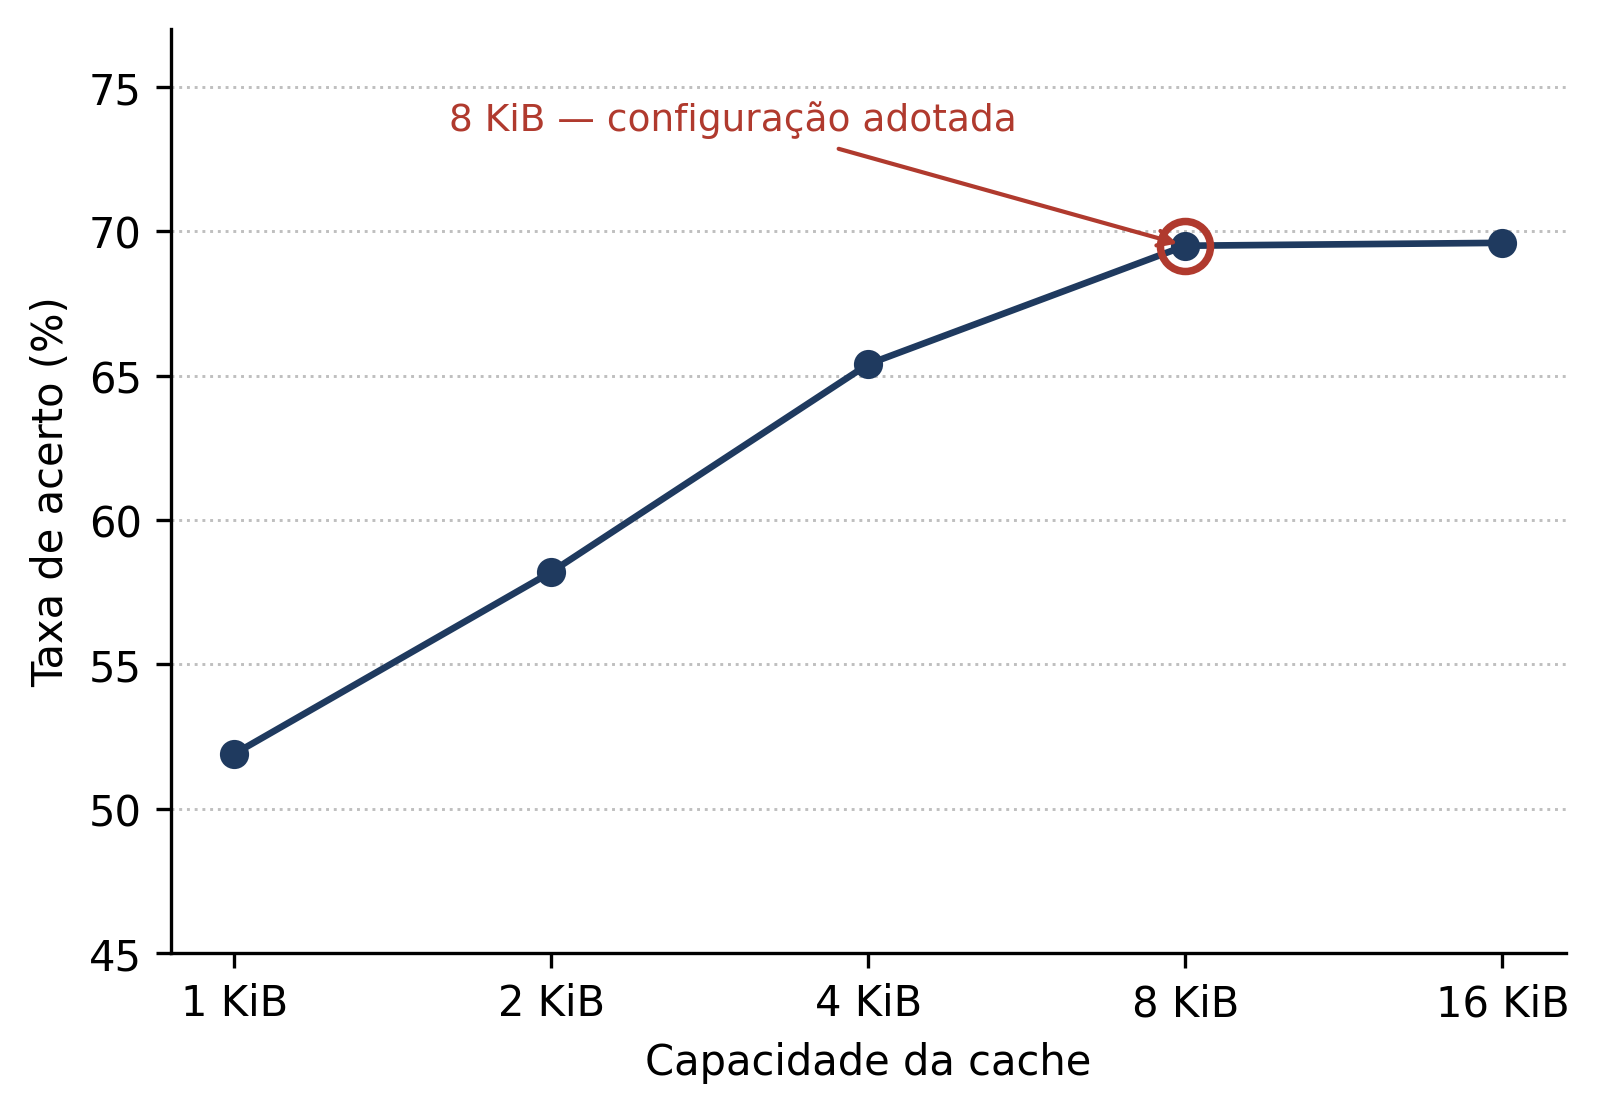 75
8 KiB — configuração adotada
70
65
60
55
50
45
Taxa de acerto (%)
1 KiB 2 KiB 4 KiB 8 KiB 16 KiB
Capacidade da cache